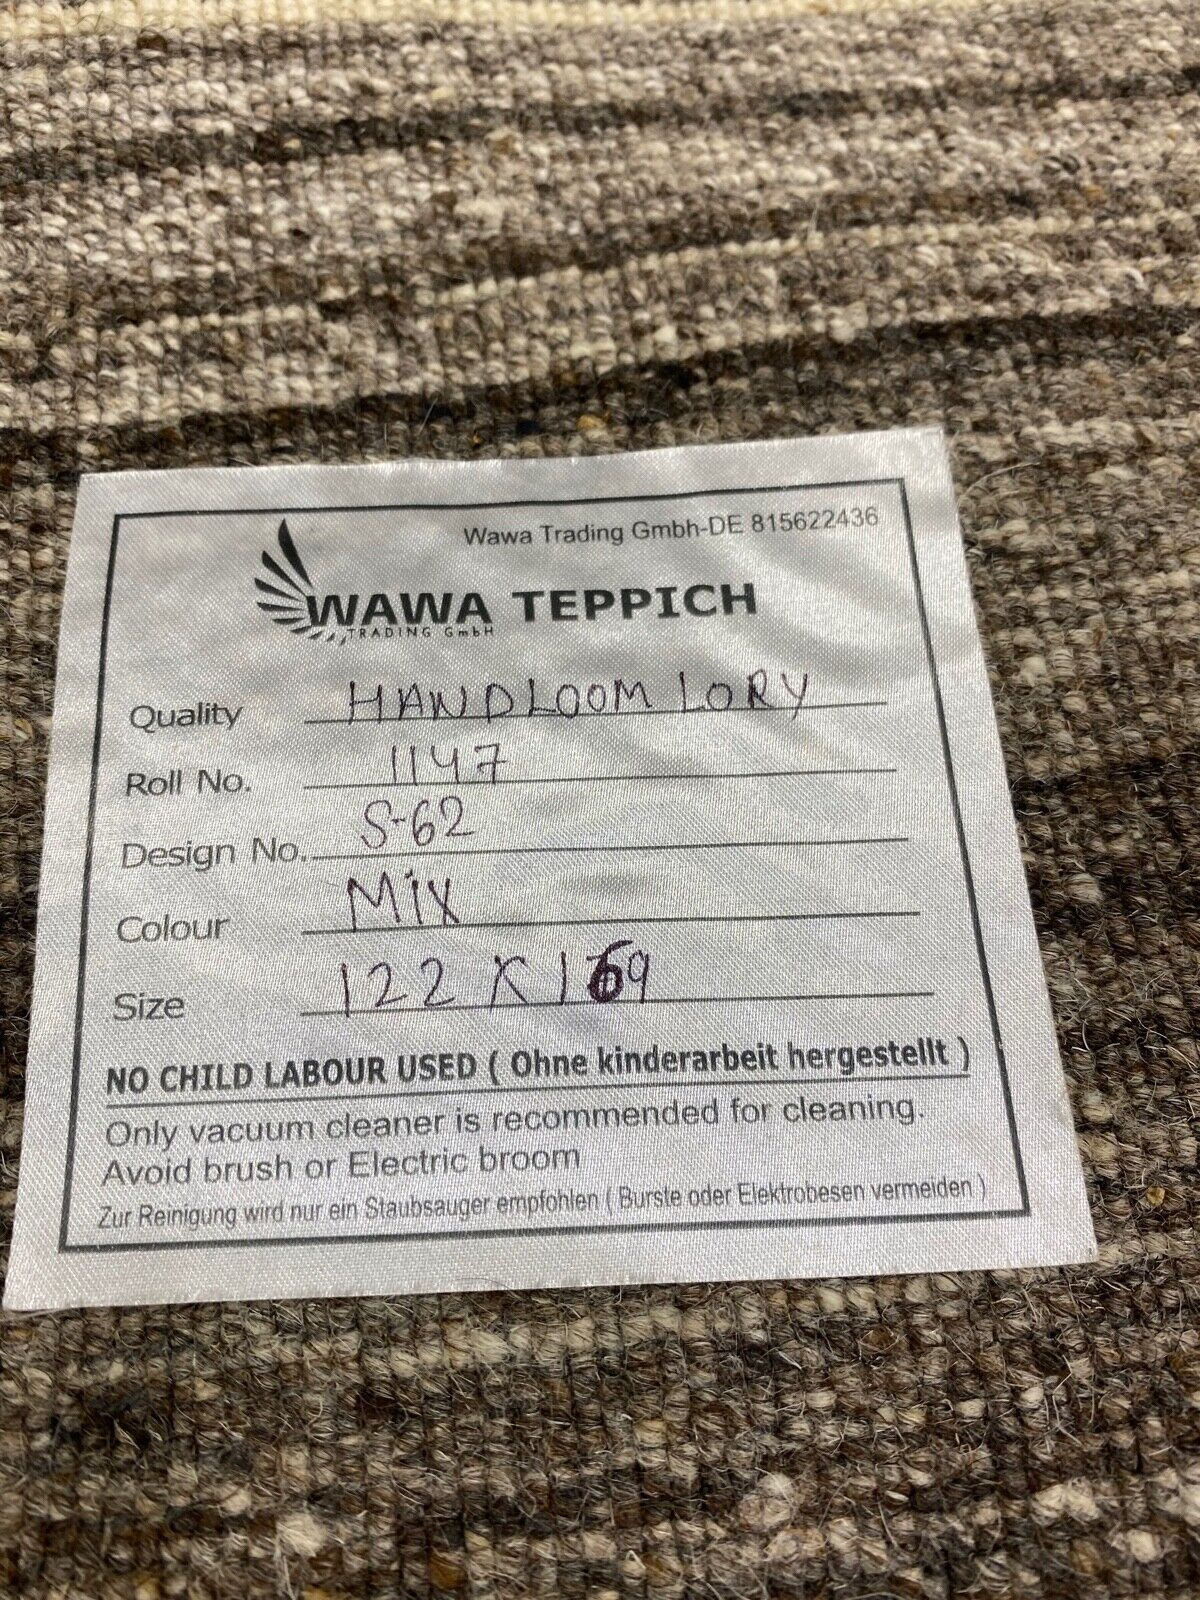 Wawa Trading Gmbh-DE 815622436
WAWA TEPPICH
TRADING GmbH
Quality HANDLOOM LORY
Roll No. 1147
Design No. S-62
Colour Mix
Size 122 X 169
NO CHILD LABOUR USED ( Ohne kinderarbeit hergestellt )
Only vacuum cleaner is recommended for cleaning.
Avoid brush or Electric broom
Zur Reinigung wird nur ein Staubsauger empfohlen ( Burste oder Elektrobesen vermeiden )